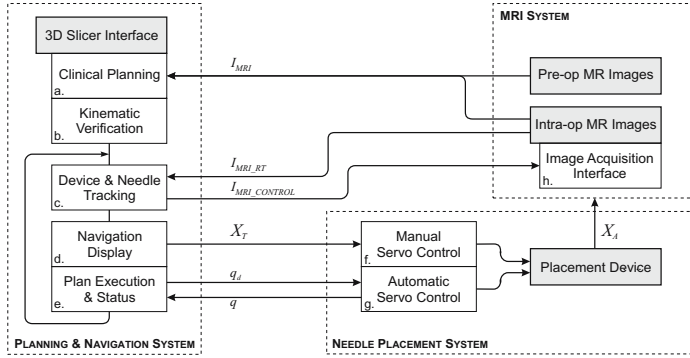 MRI SYSTEM
3D Slicer Interface
Clinical Planning
a.
I_MRI
Pre-op MR Images
Kinematic
Verification
b.
Intra-op MR Images
Device & Needle
Tracking
c.
I_MRI_RT
I_MRI_CONTROL
Image Acquisition
Interface
h.
Navigation
Display
d.
X_T
Manual
Servo Control
f.
X_A
Placement Device
Plan Execution
& Status
e.
q_d
q
Automatic
Servo Control
g.
PLANNING & NAVIGATION SYSTEM
NEEDLE PLACEMENT SYSTEM